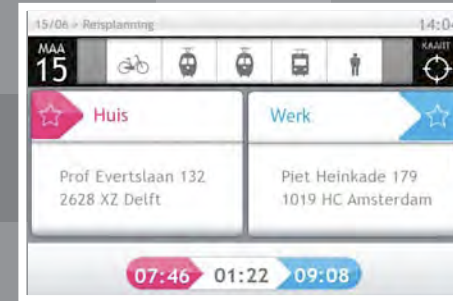 15/06 - Reisplanning 14:04
MAA
15
KAART
Huis
Werk
Prof Evertslaan 132
2628 XZ Delft
Piet Heinkade 179
1019 HC Amsterdam
07:46 01:22 09:08